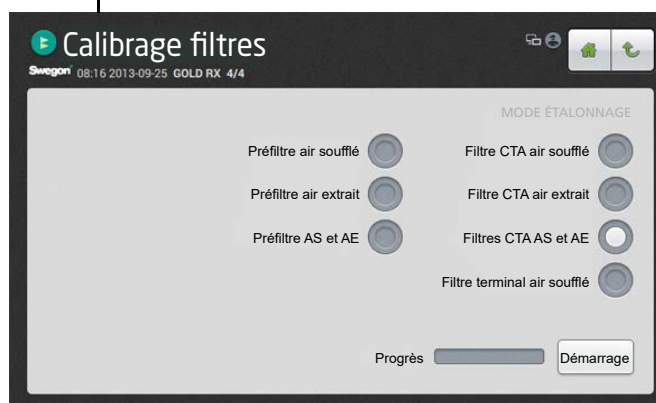 Calibrage filtres
Swegon 08:16 2013-09-25 GOLD RX 4/4
MODE ÉTALONNAGE
Préfiltre air soufflé
Filtre CTA air soufflé
Préfiltre air extrait
Filtre CTA air extrait
Préfiltre AS et AE
Filtres CTA AS et AE
Filtre terminal air soufflé
Progrès
Démarrage